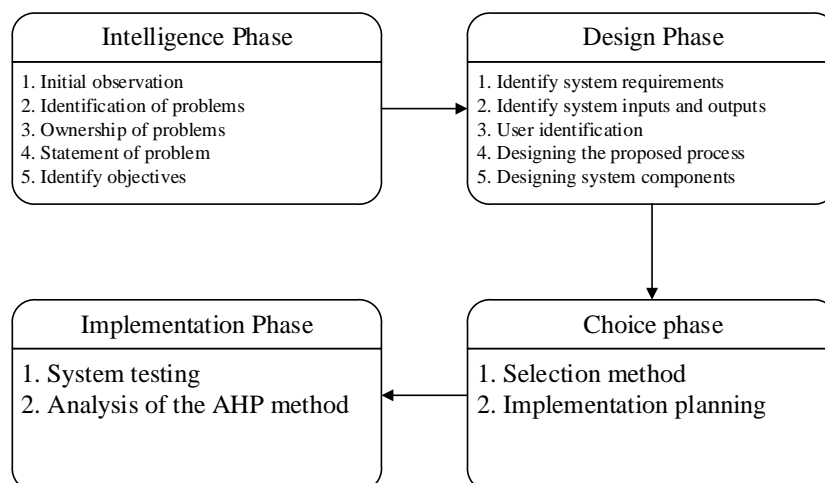 Intelligence Phase
1. Initial observation
2. Identification of problems
3. Ownership of problems
4. Statement of problem
5. Identify objectives
Design Phase
1. Identify system requirements
2. Identify system inputs and outputs
3. User identification
4. Designing the proposed process
5. Designing system components
Choice phase
1. Selection method
2. Implementation planning
Implementation Phase
1. System testing
2. Analysis of the AHP method